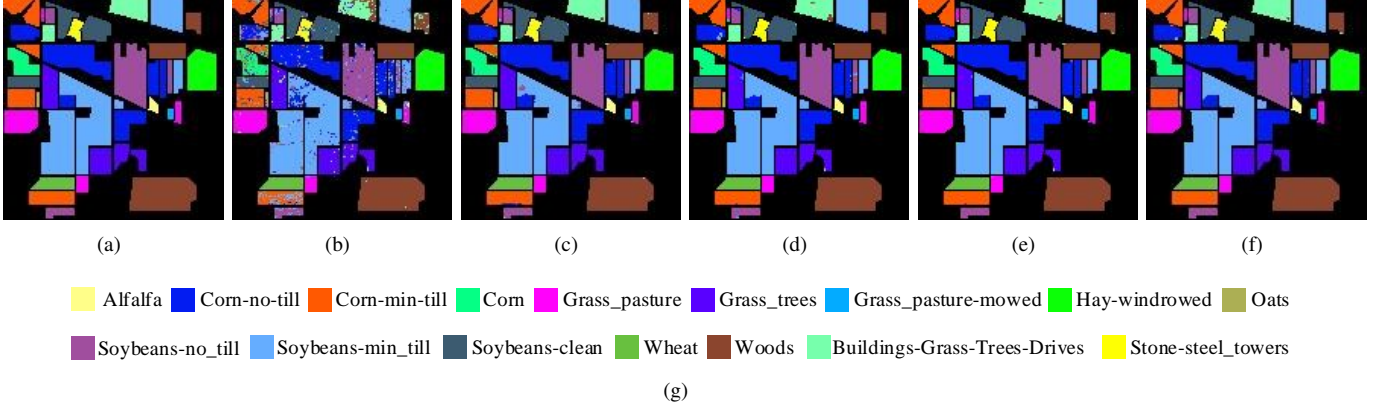 (a) (b) (c) (d) (e) (f)
Alfalfa Corn-no-till Corn-min-till Corn Grass_pasture Grass_trees Grass_pasture-mowed Hay-windrowed Oats
Soybeans-no_till Soybeans-min_till Soybeans-clean Wheat Woods Buildings-Grass-Trees-Drives Stone-steel_towers
(g)